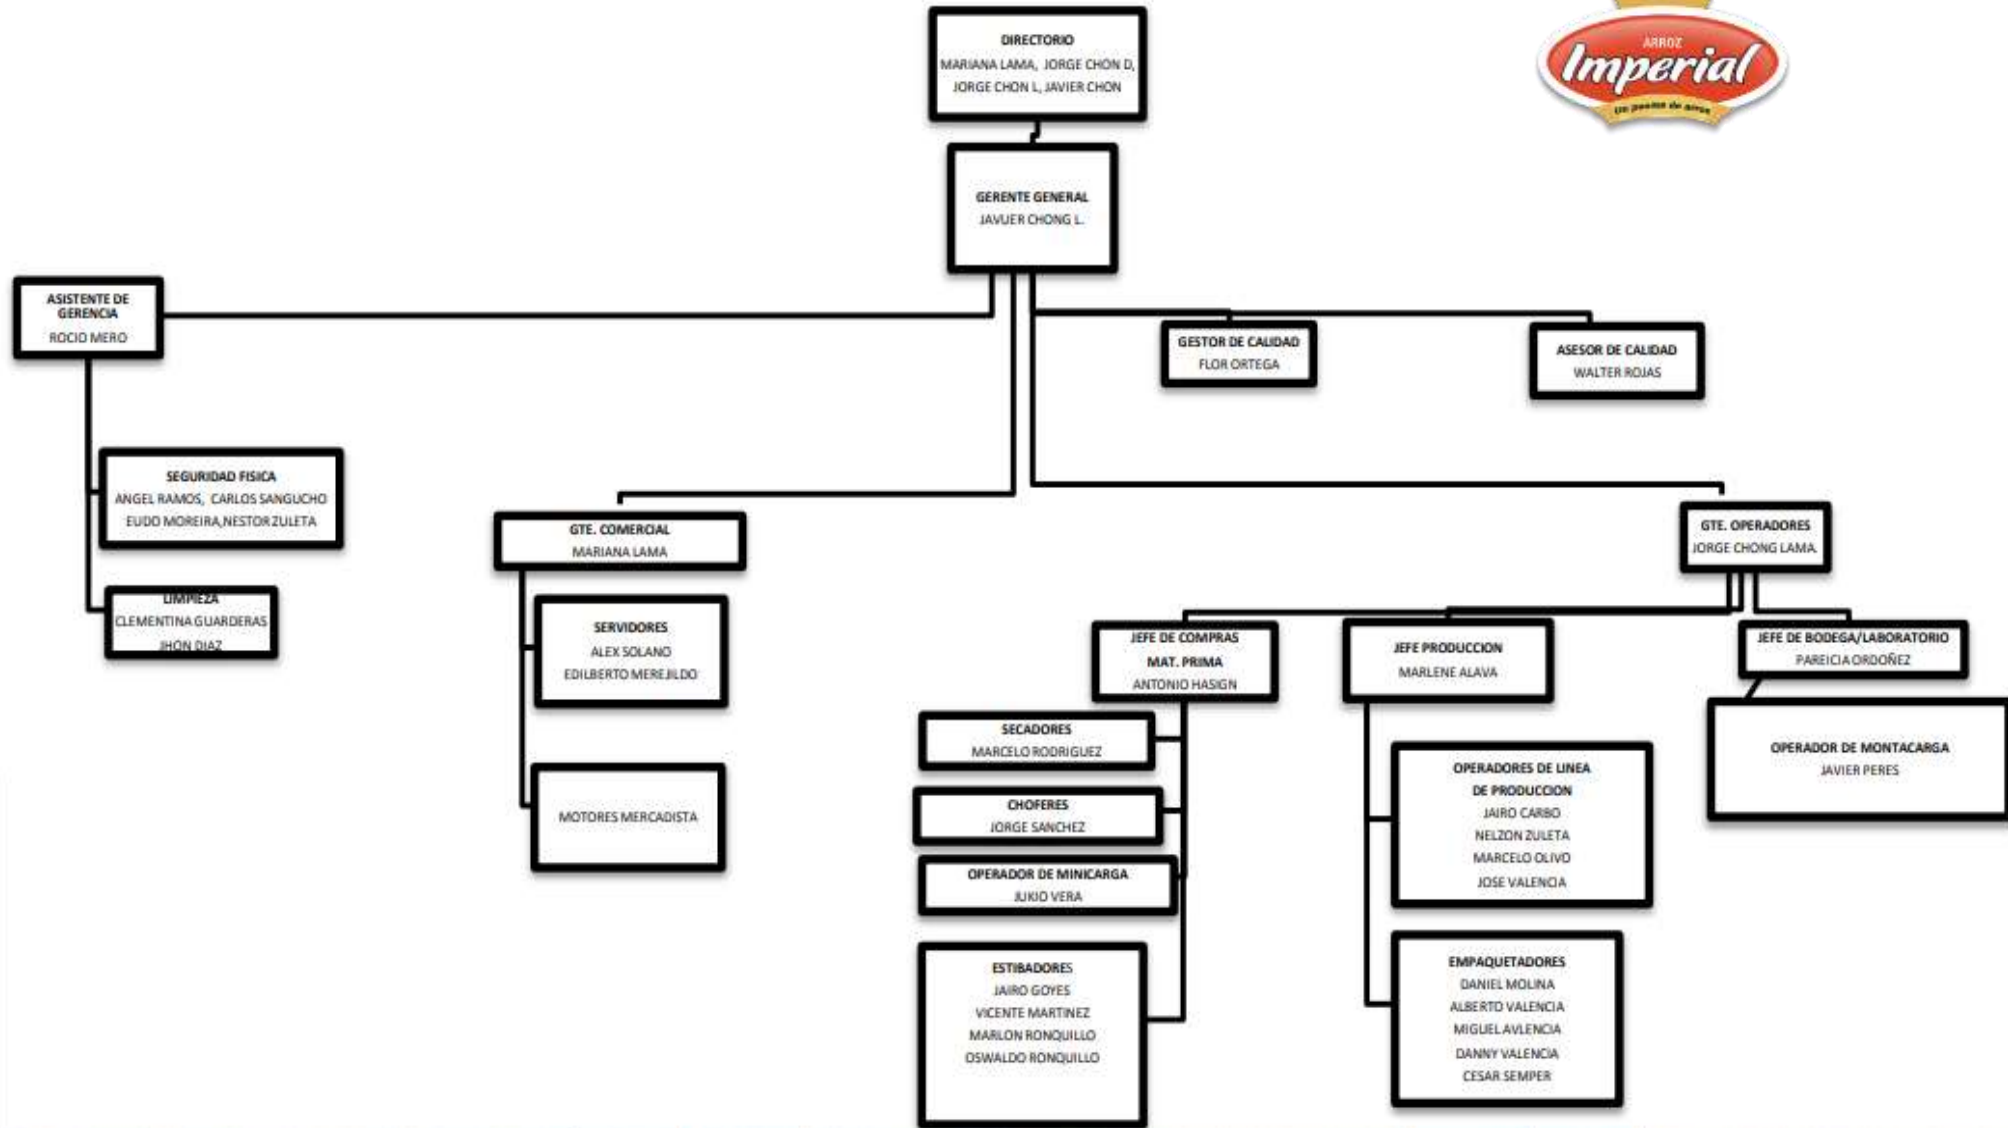 DIRECTORIO
MARIANA LAMA, JORGE CHON D,
JORGE CHON L, JAVIER CHON
ARROZ
Imperial
un poema de arroz
GERENTE GENERAL
JAVUER CHONG L.
ASISTENTE DE
GERENCIA
ROCIO MERO
GESTOR DE CALIDAD
FLOR ORTEGA
ASESOR DE CALIDAD
WALTER ROJAS
SEGURIDAD FISICA
ANGEL RAMOS, CARLOS SANGUCHO
EUDO MOREIRA,NESTOR ZULETA
LIMPIEZA
CLEMENTINA GUARDERAS
JHON DIAZ
GTE. COMERCIAL
MARIANA LAMA
SERVIDORES
ALEX SOLANO
EDILBERTO MEREJILDO
MOTORES MERCADISTA
GTE. OPERADORES
JORGE CHONG LAMA.
JEFE DE COMPRAS
MAT. PRIMA
ANTONIO HASIGN
SECADORES
MARCELO RODRIGUEZ
CHOFERES
JORGE SANCHEZ
OPERADOR DE MINICARGA
JUKIO VERA
ESTIBADORES
JAIRO GOYES
VICENTE MARTINEZ
MARLON RONQUILLO
OSWALDO RONQUILLO
JEFE PRODUCCION
MARLENE ALAVA
OPERADORES DE LINEA
DE PRODUCCION
JAIRO CARBO
NELZON ZULETA
MARCELO OLIVO
JOSE VALENCIA
EMPAQUETADORES
DANIEL MOLINA
ALBERTO VALENCIA
MIGUEL AVLENCIA
DANNY VALENCIA
CESAR SEMPER
JEFE DE BODEGA/LABORATORIO
PAREICIA ORDOÑEZ
OPERADOR DE MONTACARGA
JAVIER PERES